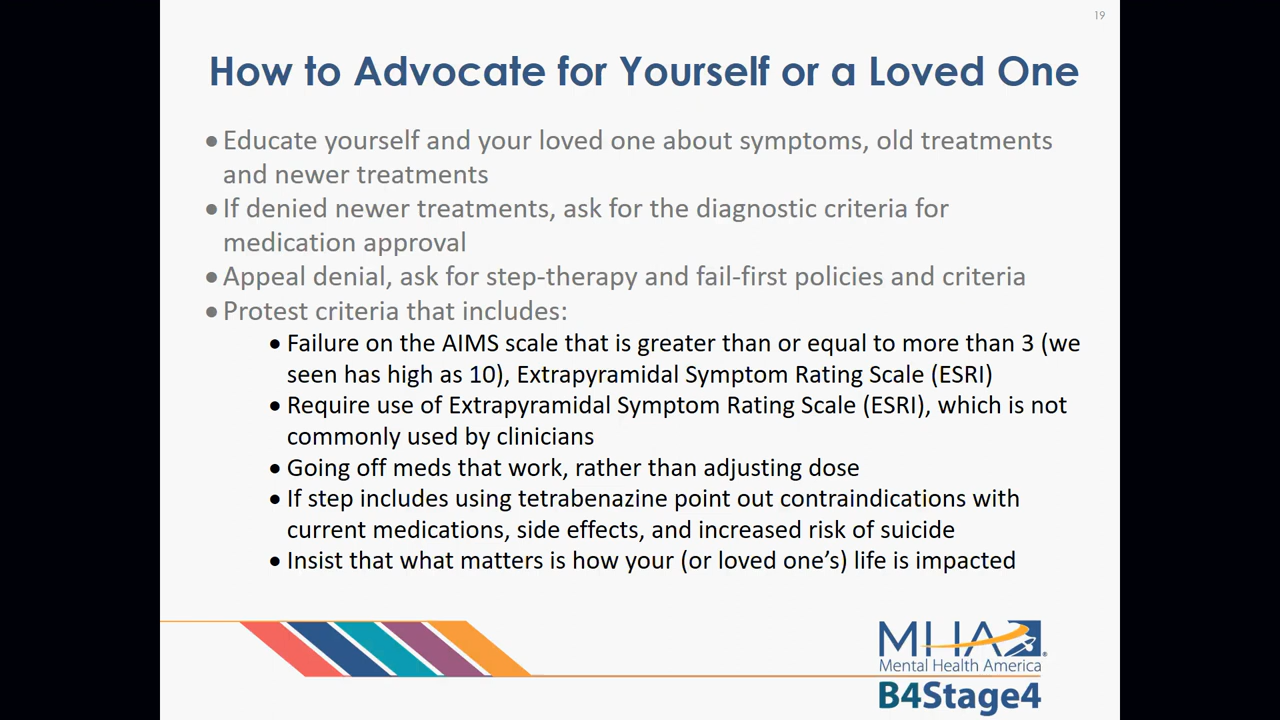 19
How to Advocate for Yourself or a Loved One
● Educate yourself and your loved one about symptoms, old treatments
and newer treatments
● If denied newer treatments, ask for the diagnostic criteria for
medication approval
● Appeal denial, ask for step-therapy and fail-first policies and criteria
● Protest criteria that includes:
● Failure on the AIMS scale that is greater than or equal to more than 3 (we
seen has high as 10), Extrapyramidal Symptom Rating Scale (ESRI)
● Require use of Extrapyramidal Symptom Rating Scale (ESRI), which is not
commonly used by clinicians
● Going off meds that work, rather than adjusting dose
● If step includes using tetrabenazine point out contraindications with
current medications, side effects, and increased risk of suicide
● Insist that what matters is how your (or loved one’s) life is impacted
MHA®
Mental Health America
B4Stage4